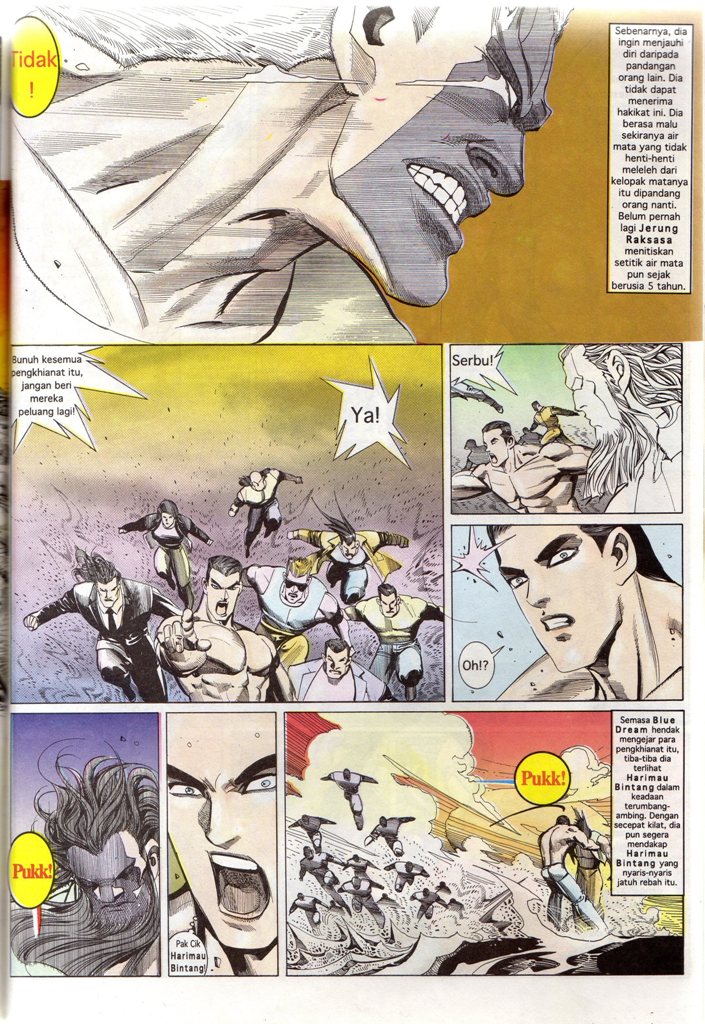 Tidak
!
Sebenarnya, dia
ingin menjauhi
diri daripada
pandangan
orang lain. Dia
tidak dapat
menerima
hakikat ini. Dia
berasa malu
sekiranya air
mata yang tidak
henti-henti
meleleh dari
kelopak matanya
itu dipandang
orang nanti.
Belum pernah
lagi Jerung
Raksasa
menitiskan
setitik air mata
pun sejak
berusia 5 tahun.
Bunuh kesemua
pengkhianat itu,
jangan beri
mereka
peluang lagi!
Ya!
Serbu!
Oh!?
Pukk!
Pak Cik
Harimau
Bintang!
Pukk!
Semasa Blue
Dream hendak
mengejar para
pengkhianat itu,
tiba-tiba dia
terlihat
Harimau
Bintang dalam
keadaan
terumbang-
ambing. Dengan
secepat kilat, dia
pun segera
mendakap
Harimau
Bintang yang
nyaris-nyaris
jatuh rebah itu.